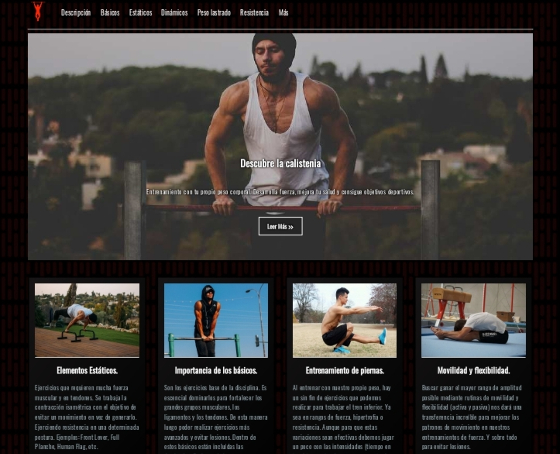 Descripción Básicos Estáticos Dinámicos Peso lastrado Resistencia Más
Descubre la calistenia
Entrenamiento con tu propio peso corporal. Desarrolla fuerza, mejora tu salud y consigue objetivos deportivos.
Leer Más »
Elementos Estáticos.
Ejercicios que requieren mucha fuerza
muscular y en tendones. Se trabaja la
contracción isométrica con el objetivo de
evitar un movimiento en vez de generarlo.
Ejerciendo resistencia en una determinada
postura. Ejemplos: Front Lever, Full
Planche, Human Flag, etc.
Importancia de los básicos.
Son los ejercicios base de la disciplina. Es
esencial dominarlos para fortalecer los
grandes grupos musculares, los
ligamentos y los tendones. De esta manera
luego poder realizar ejercicios más
avanzados y evitar lesiones. Dentro de
estos básicos están incluidas las
Entrenamiento de piernas.
Al entrenar con nuestro propio peso, hay
un sin fin de ejercicios que podemos
realizar para trabajar el tren inferior. Ya
sea en rangos de fuerza, hipertrofia o
resistencia. Aunque para que estas
variaciones sean efectivas debemos jugar
un poco con las intensidades (tiempo en
Movilidad y flexibilidad.
Buscar ganar el mayor rango de amplitud
posible mediante rutinas de movilidad y
flexibilidad (activa y pasiva) nos dará una
transferencia increíble para mejorar los
patrones de movimiento en nuestros
entrenamientos de fuerza. Y sobre todo
para evitar lesiones.